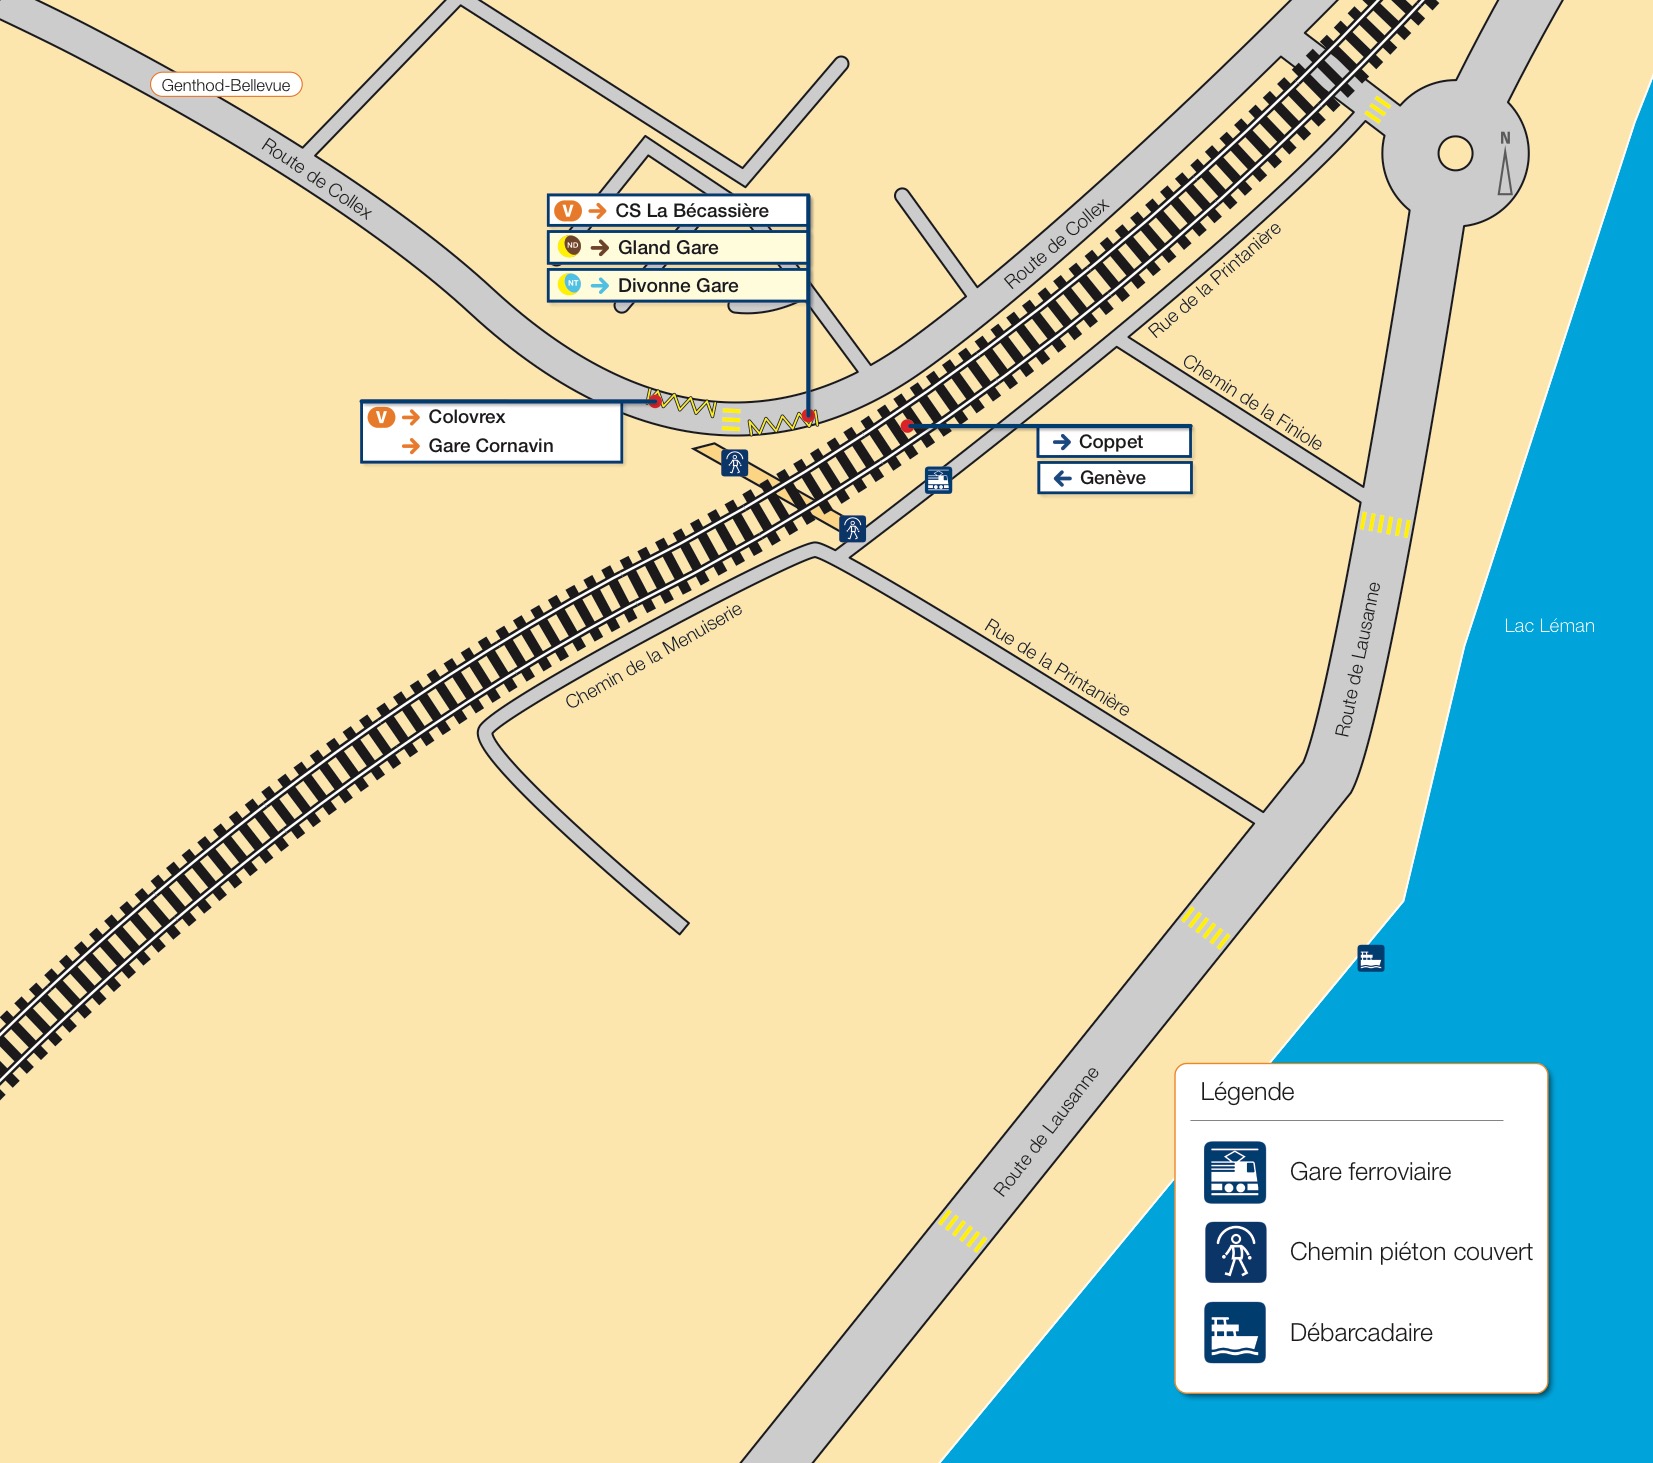 Genthod-Bellevue
Route de Collex
N
V CS La Bécassière
ND Gland Gare
NT Divonne Gare
Route de Collex
Rue de la Printanière
Chemin de la Finiole
V Colovrex
Gare Cornavin
Coppet
Genève
Chemin de la Menuiserie
Rue de la Printanière
Route de Lausanne
Lac Léman
Route de Lausanne
Légende
Gare ferroviaire
Chemin piéton couvert
Débarcadaire